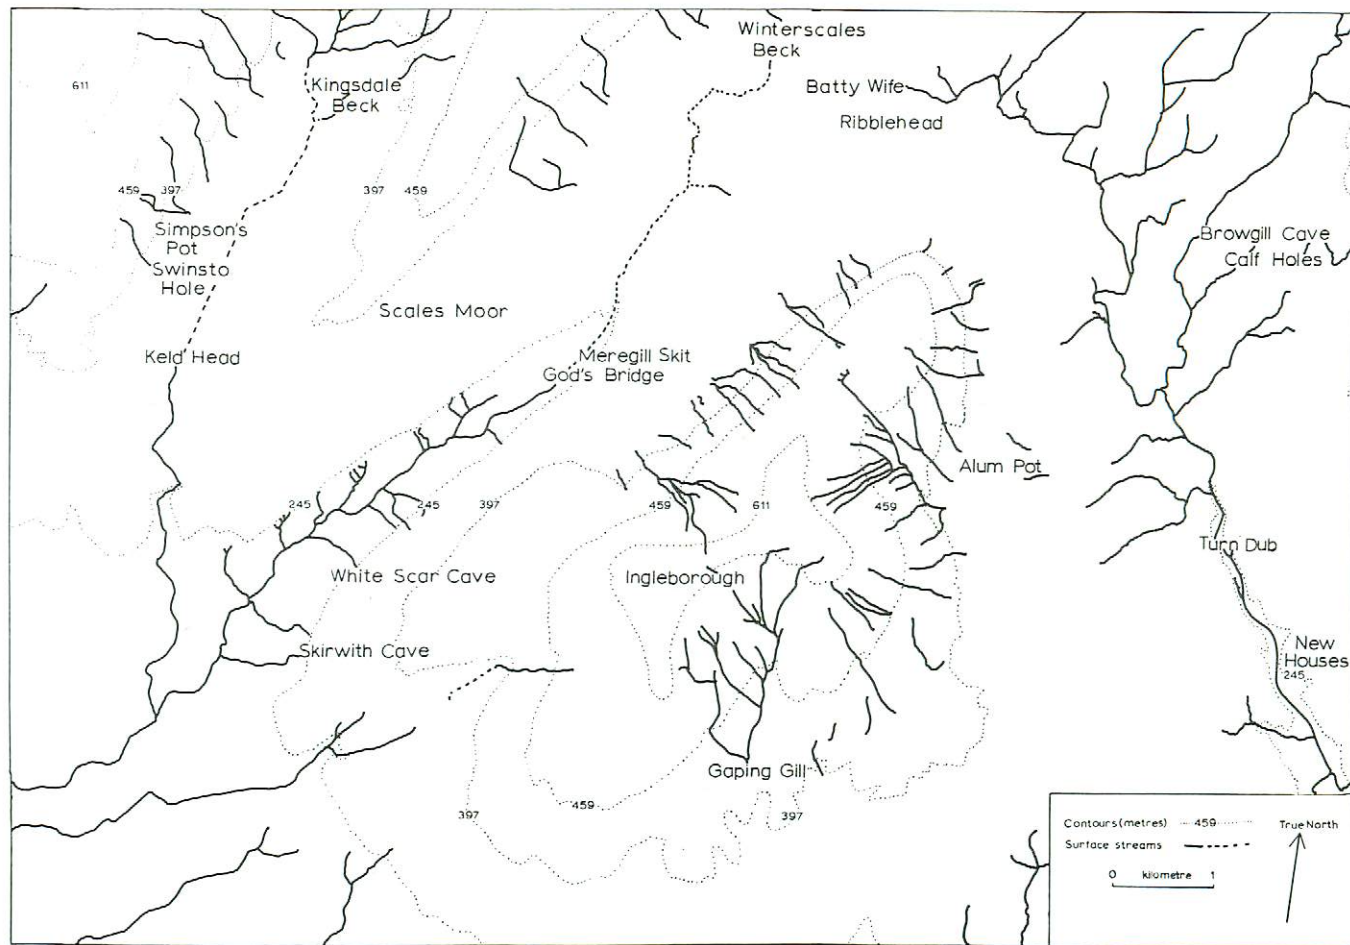 Winterscales
Beck
611
Kingsdale
Beck
Batty Wife
Ribblehead
459
397
397
459
Simpson's
Pot
Swinsto
Hole
Browgill Cave
Calf Holes
Scales Moor
Keld Head
Meregill Skit
God's Bridge
Alum Pot
245
245
397
459
611
459
Turn Dub
White Scar Cave
Ingleborough
Skirwith Cave
New
Houses
245
Gaping Gill
459
397
397
Contours (metres) 459
True North
Surface streams
0 kilometre 1